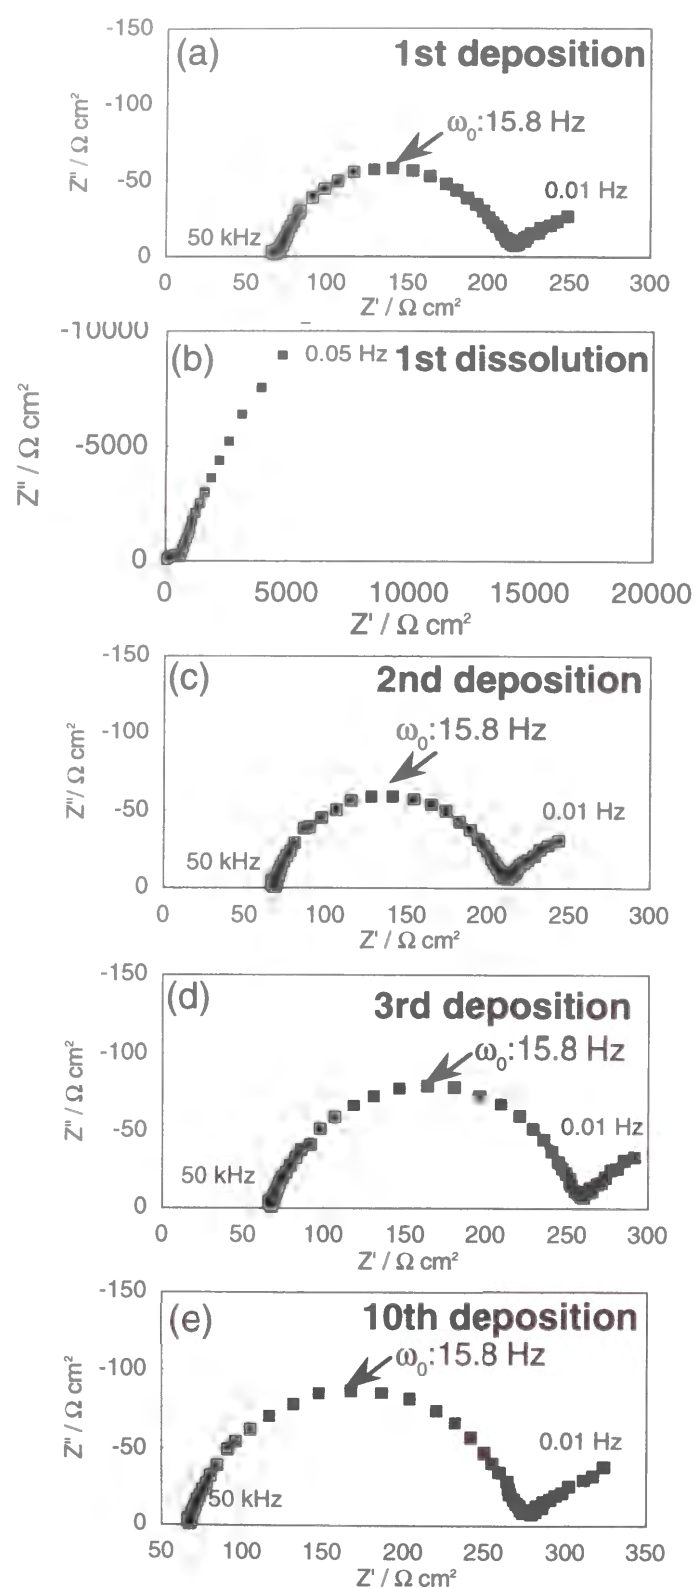 -150
(a)
1st deposition
-100
ω₀:15.8 Hz
Z" / Ω cm²
-50
0.01 Hz
50 kHz
0
0 50 100 150 200 250 300
Z' / Ω cm²
-10000
(b)
0.05 Hz
1st dissolution
Z" / Ω cm²
-5000
0
0 5000 10000 15000 20000
Z' / Ω cm²
-150
(c)
2nd deposition
-100
ω₀:15.8 Hz
Z"/ Ω cm²
-50
0.01 Hz
50 kHz
0
0 50 100 150 200 250 300
Z' / Ω cm²
-150
(d)
3rd deposition
-100
ω₀:15.8 Hz
Z" / Ω cm²
-50
0.01 Hz
50 kHz
0
0 50 100 150 200 250 300
Z' / Ω cm²
-150
(e)
10th deposition
ω₀:15.8 Hz
-100
Z" / Ω cm²
-50
0.01 Hz
50 kHz
0
50 100 150 200 250 300 350
Z' / Ω cm²